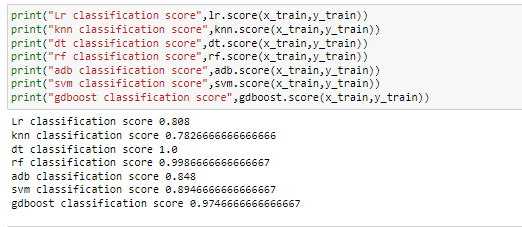 print("Lr classification score",lr.score(x_train,y_train))
print("knn classification score",knn.score(x_train,y_train))
print("dt classification score",dt.score(x_train,y_train))
print("rf classification score",rf.score(x_train,y_train))
print("adb classification score",adb.score(x_train,y_train))
print("svm classification score",svm.score(x_train,y_train))
print("gdboost classification score",gdboost.score(x_train,y_train))
Lr classification score 0.808
knn classification score 0.7826666666666666
dt classification score 1.0
rf classification score 0.9986666666666667
adb classification score 0.848
svm classification score 0.8946666666666667
gdboost classification score 0.9746666666666667